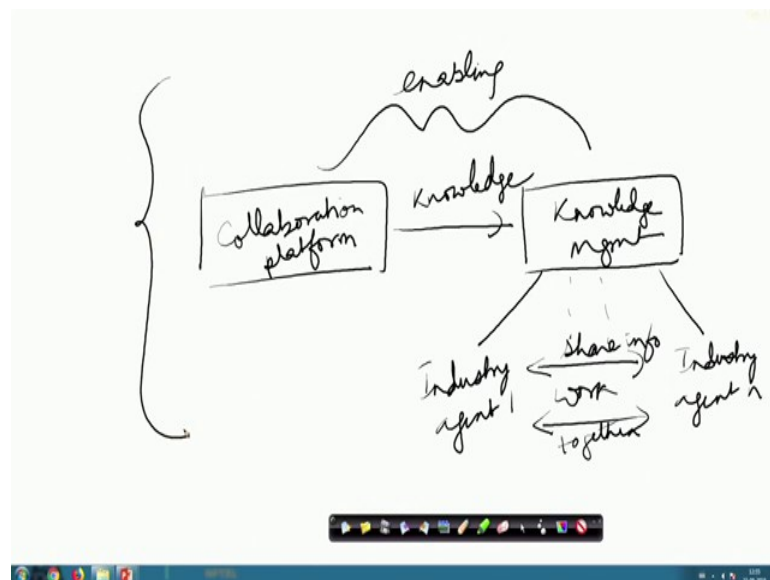 enabling
Collaboration
platform
Knowledge
Knowledge
Mgmt
Industry
agent 1
share info
work
together
Industry
agent n